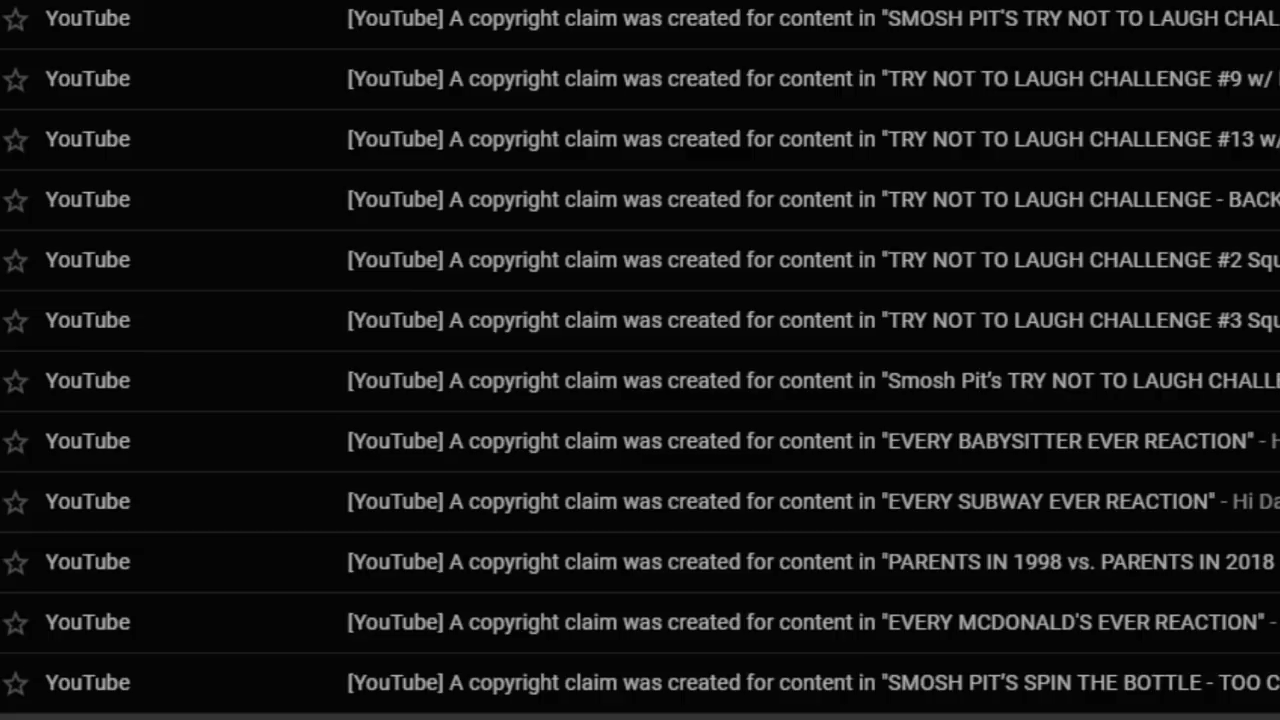 YouTube [YouTube] A copyright claim was created for content in "SMOSH PIT'S TRY NOT TO LAUGH CHAL
YouTube [YouTube] A copyright claim was created for content in "TRY NOT TO LAUGH CHALLENGE #9 w/
YouTube [YouTube] A copyright claim was created for content in "TRY NOT TO LAUGH CHALLENGE #13 w/
YouTube [YouTube] A copyright claim was created for content in "TRY NOT TO LAUGH CHALLENGE - BACK
YouTube [YouTube] A copyright claim was created for content in "TRY NOT TO LAUGH CHALLENGE #2 Squ
YouTube [YouTube] A copyright claim was created for content in "TRY NOT TO LAUGH CHALLENGE #3 Squ
YouTube [YouTube] A copyright claim was created for content in "Smosh Pit's TRY NOT TO LAUGH CHALLE
YouTube [YouTube] A copyright claim was created for content in "EVERY BABYSITTER EVER REACTION" - H
YouTube [YouTube] A copyright claim was created for content in "EVERY SUBWAY EVER REACTION" - Hi Da
YouTube [YouTube] A copyright claim was created for content in "PARENTS IN 1998 vs. PARENTS IN 2018
YouTube [YouTube] A copyright claim was created for content in "EVERY MCDONALD'S EVER REACTION" -
YouTube [YouTube] A copyright claim was created for content in "SMOSH PIT'S SPIN THE BOTTLE - TOO C